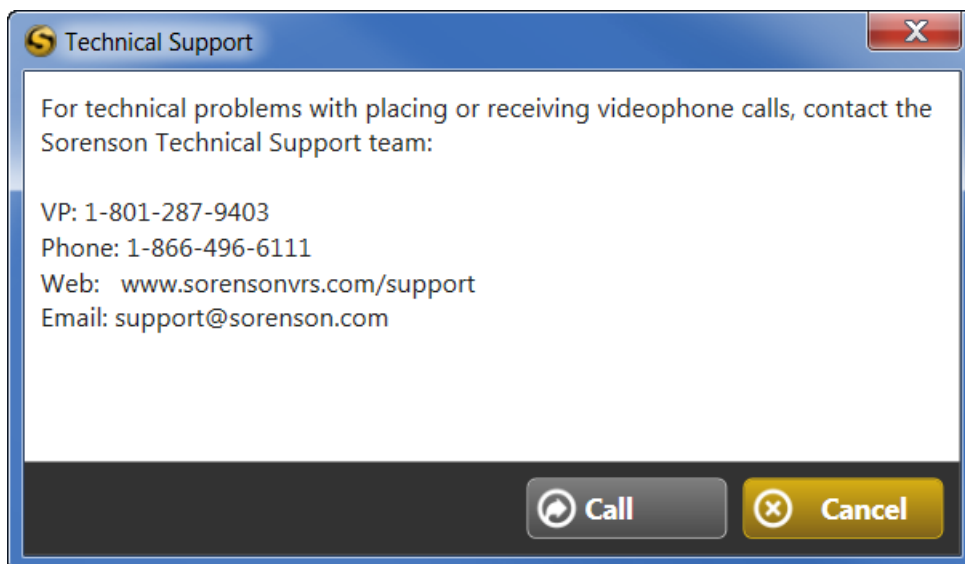 Technical Support
For technical problems with placing or receiving videophone calls, contact the
Sorenson Technical Support team:
VP: 1-801-287-9403
Phone: 1-866-496-6111
Web: www.sorensonvrs.com/support
Email: support@sorenson.com
Call Cancel